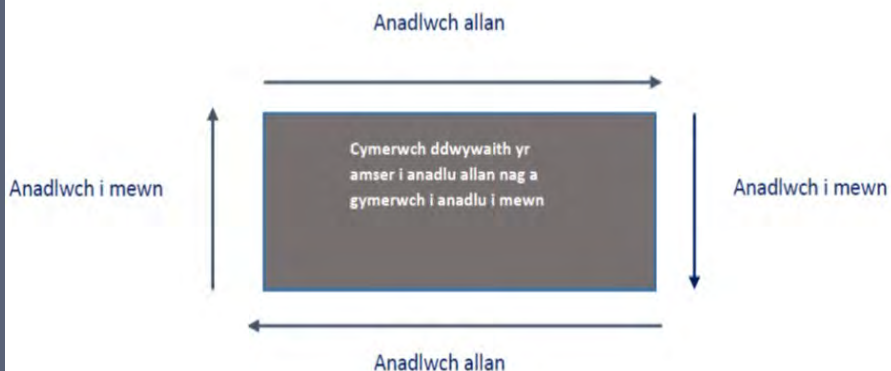 Anadlwch allan
Anadlwch i mewn
Cymerwch ddwywaith yr
amser i anadlu allan nag a
gymerwch i anadlu i mewn
Anadlwch i mewn
Anadlwch allan